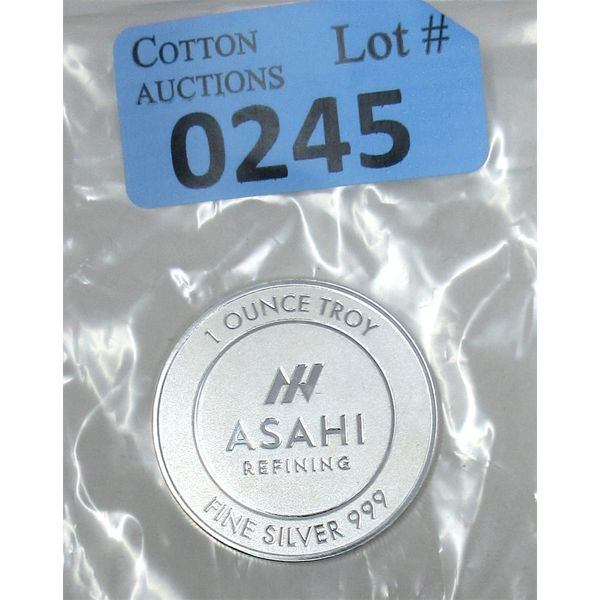 COTTON
AUCTIONS
Lot #
0245
1 OUNCE TROY
ASAHI
REFINING
FINE SILVER 999